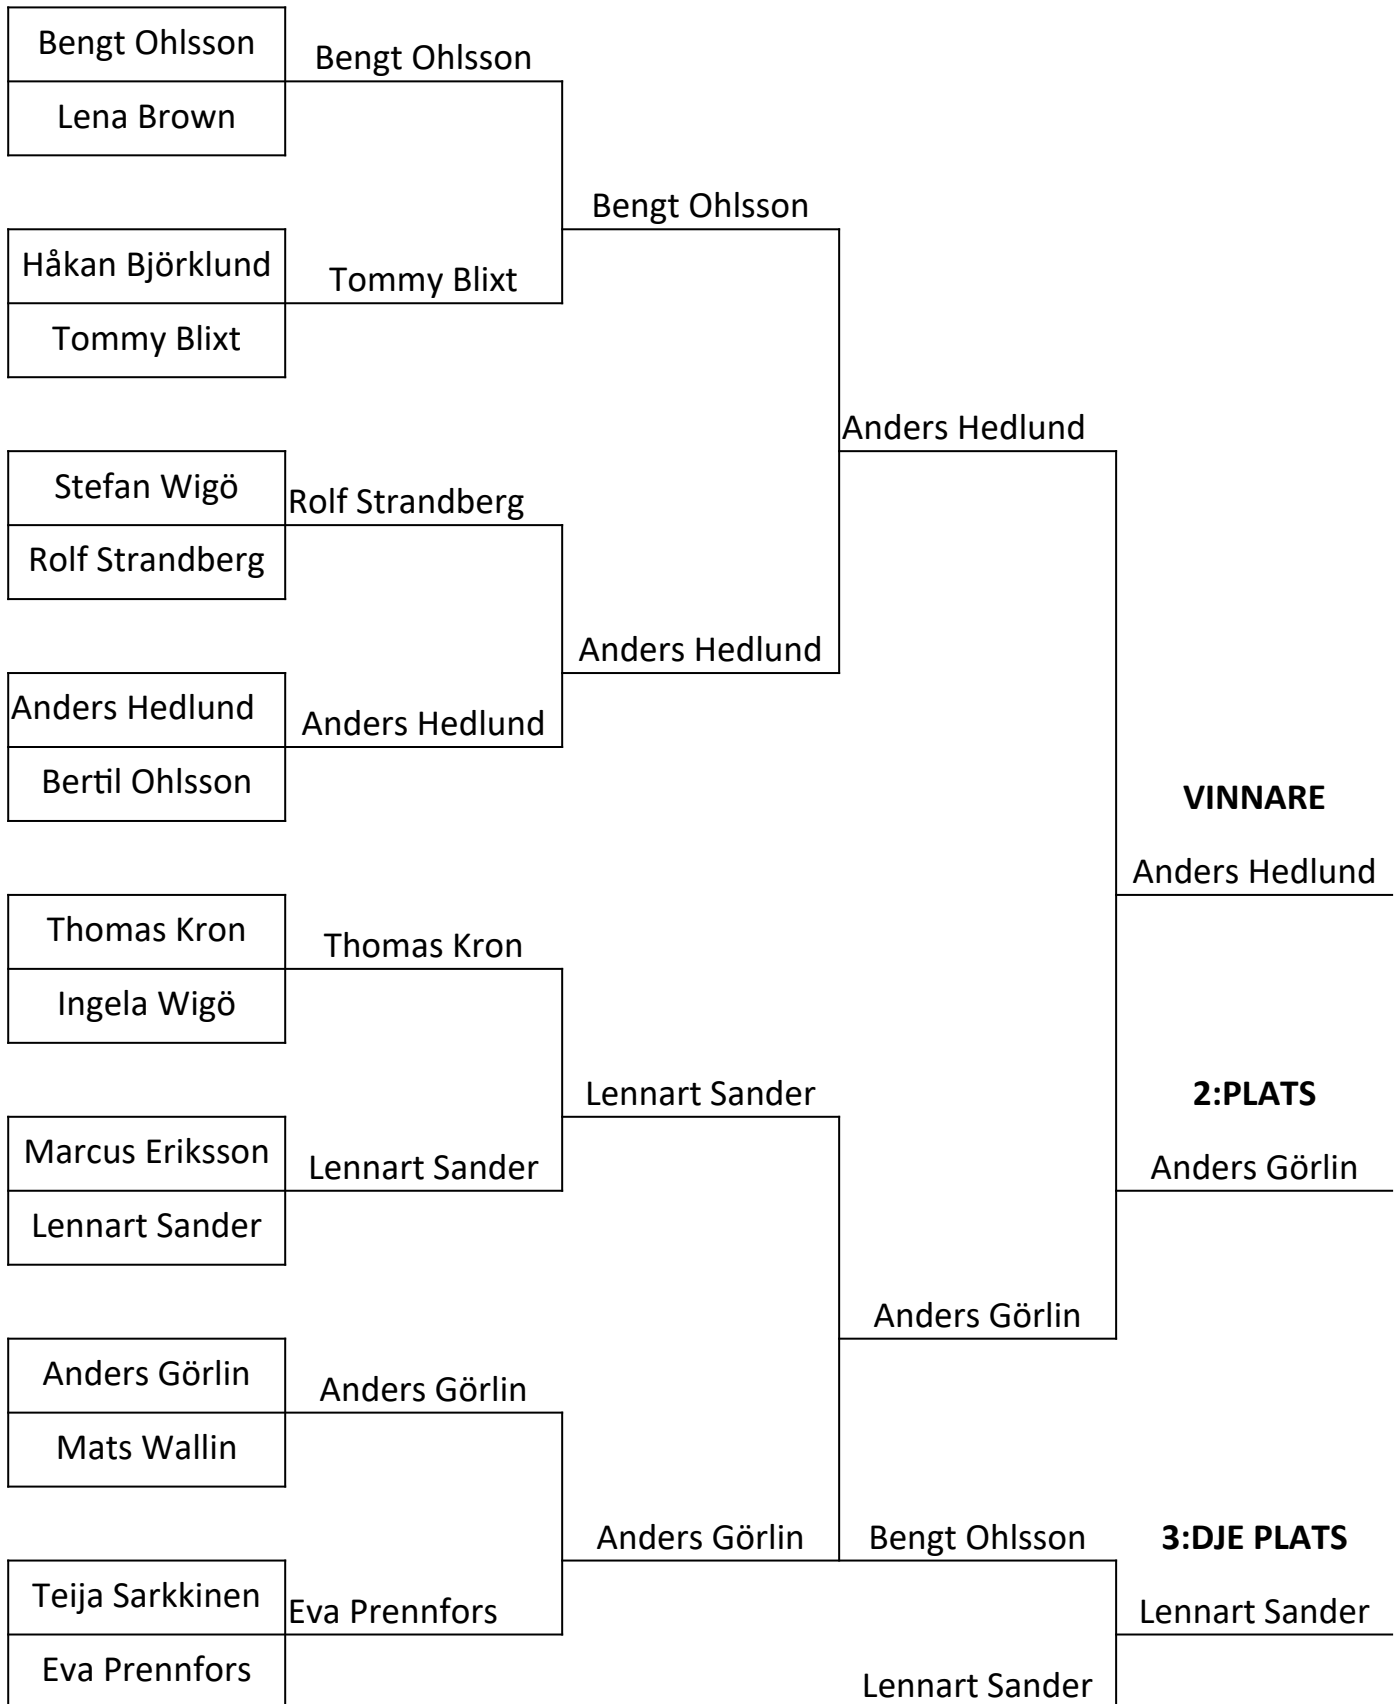 Bengt Ohlsson
Bengt Ohlsson
Lena Brown
Bengt Ohlsson
Håkan Björklund
Tommy Blixt
Tommy Blixt
Anders Hedlund
Stefan Wigö
Rolf Strandberg
Rolf Strandberg
Anders Hedlund
Anders Hedlund
Anders Hedlund
Bertil Ohlsson
VINNARE
Anders Hedlund
Thomas Kron
Thomas Kron
Ingela Wigö
Lennart Sander
2:PLATS
Marcus Eriksson
Lennart Sander
Anders Görlin
Lennart Sander
Anders Görlin
Anders Görlin
Anders Görlin
Mats Wallin
Anders Görlin
Bengt Ohlsson
3:DJE PLATS
Teija Sarkkinen
Eva Prennfors
Lennart Sander
Eva Prennfors
Lennart Sander